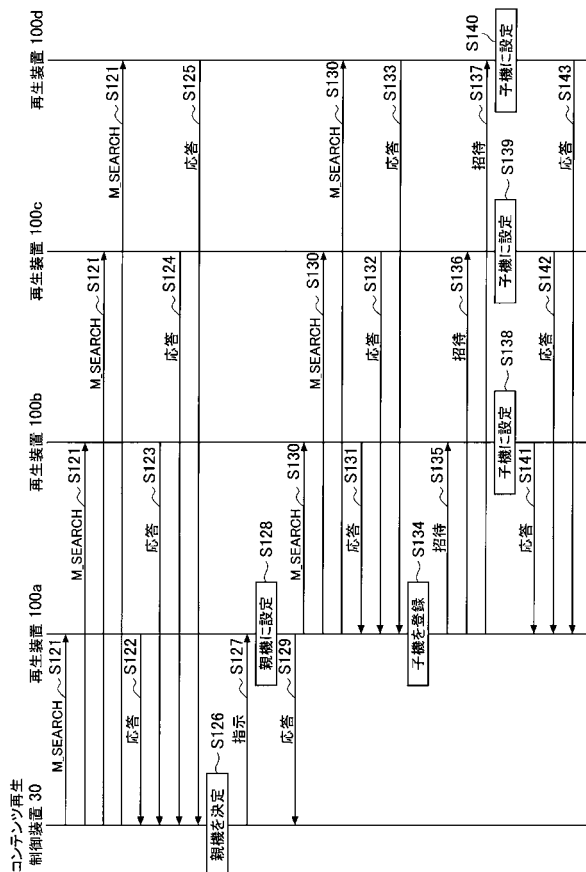 コンテンツ再生
制御装置 30
再生装置 100a
再生装置 100b
再生装置 100c
再生装置 100d
M_SEARCH
S121
M_SEARCH
S121
M_SEARCH
S121
M_SEARCH
S121
応答
S122
応答
S123
応答
S124
応答
S125
親機を決定
S126
指示
S127
親機に設定
S128
応答
S129
M_SEARCH
S130
M_SEARCH
S130
M_SEARCH
S130
応答
S131
応答
S132
応答
S133
子機を登録
S134
招待
S135
招待
S136
招待
S137
子機に設定
S138
子機に設定
S139
子機に設定
S140
応答
S141
応答
S142
応答
S143